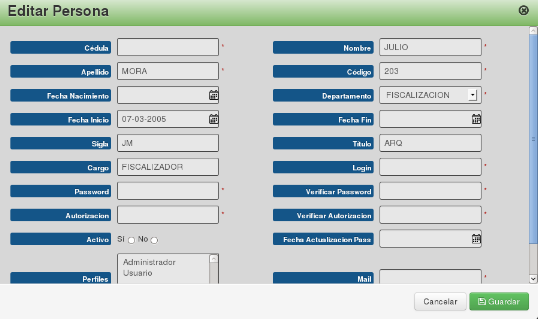 Editar Persona
Cédula * Nombre JULIO *
Apellido MORA * Código 203 *
Fecha Nacimiento Departamento FISCALIZACION *
Fecha Inicio 07-03-2005 Fecha Fin
Sigla JM Título ARQ
Cargo FISCALIZADOR Login *
Password * Verificar Password *
Autorizacion * Verificar Autorizacion *
Activo Si No Fecha Actualizacion Pass
Administrador
Usuario
Perfiles Mail *
Cancelar Guardar